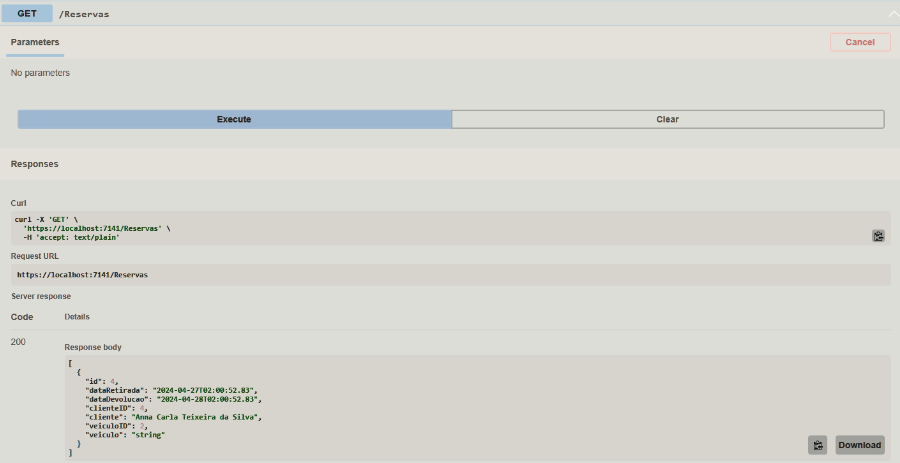 GET /Reservas
Parameters
Cancel
No parameters
Execute
Clear
Responses
Curl
curl -X 'GET' \
'https://localhost:7141/Reservas' \
-H 'accept: text/plain'
Request URL
https://localhost:7141/Reservas
Server response
Code Details
200
Response body
[
{
"id": 4,
"dataRetirada": "2024-04-27T02:00:52.83",
"dataDevolucao": "2024-04-28T02:00:52.83",
"clienteID": 4,
"cliente": "Anna Carla Teixeira da Silva",
"veiculoID": 2,
"veiculo": "string"
}
]
Download